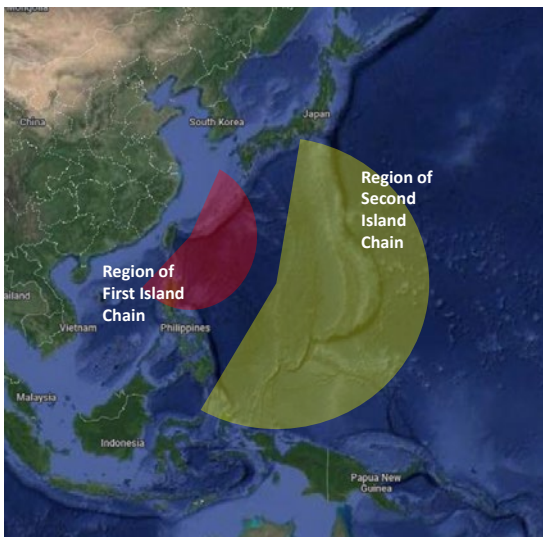 Mongolia
China
South Korea
Japan
Region of
Second
Island
Chain
Region of
First Island
Chain
ailand
Vietnam
Philippines
Malaysia
Indonesia
Papua New
Guinea